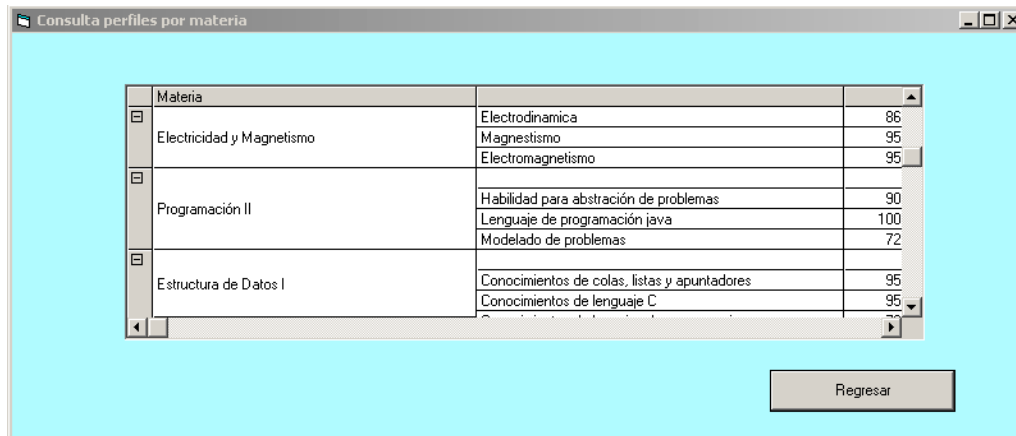 Consulta perfiles por materia
Materia
Electricidad y Magnetismo
Electrodinamica 86
Magnestismo 95
Electromagnetismo 95
Programación II
Habilidad para abstración de problemas 90
Lenguaje de programación java 100
Modelado de problemas 72
Estructura de Datos I
Conocimientos de colas, listas y apuntadores 95
Conocimientos de lenguaje C 95
Regresar